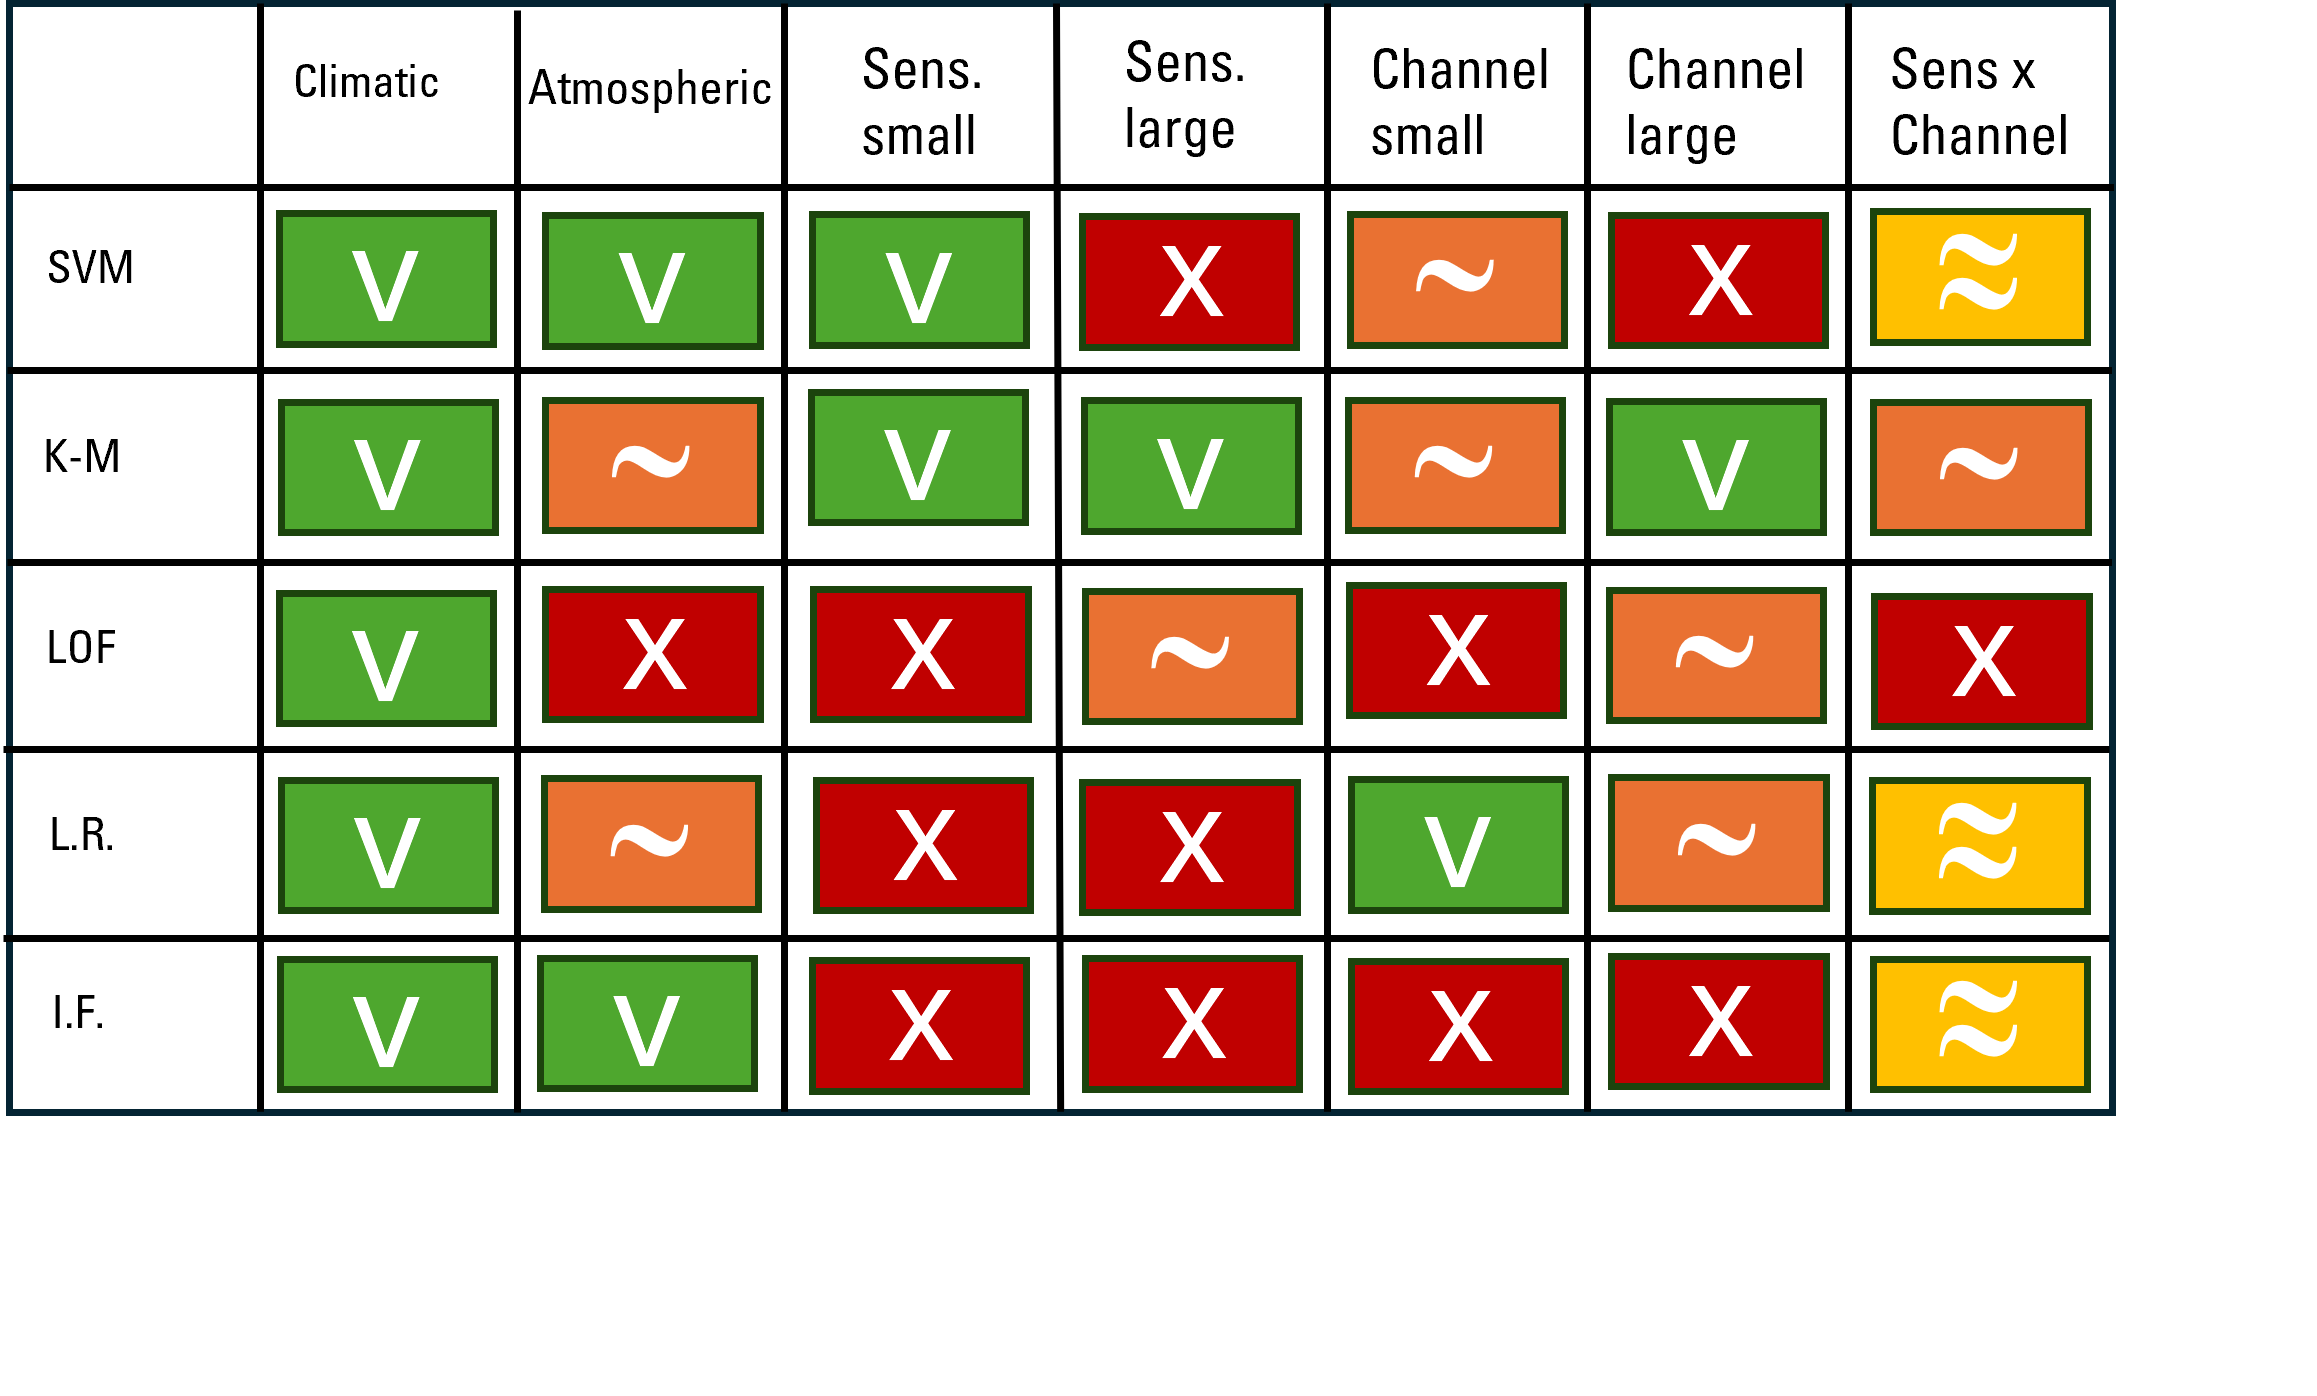 Climatic Atmospheric Sens. small Sens. large Channel small Channel large Sens x Channel
SVM V V V X ~ X ≈
K-M V ~ V V ~ V ~
LOF V X X ~ X ~ X
L.R. V ~ X X V ~ ≈
I.F. V V X X X X ≈